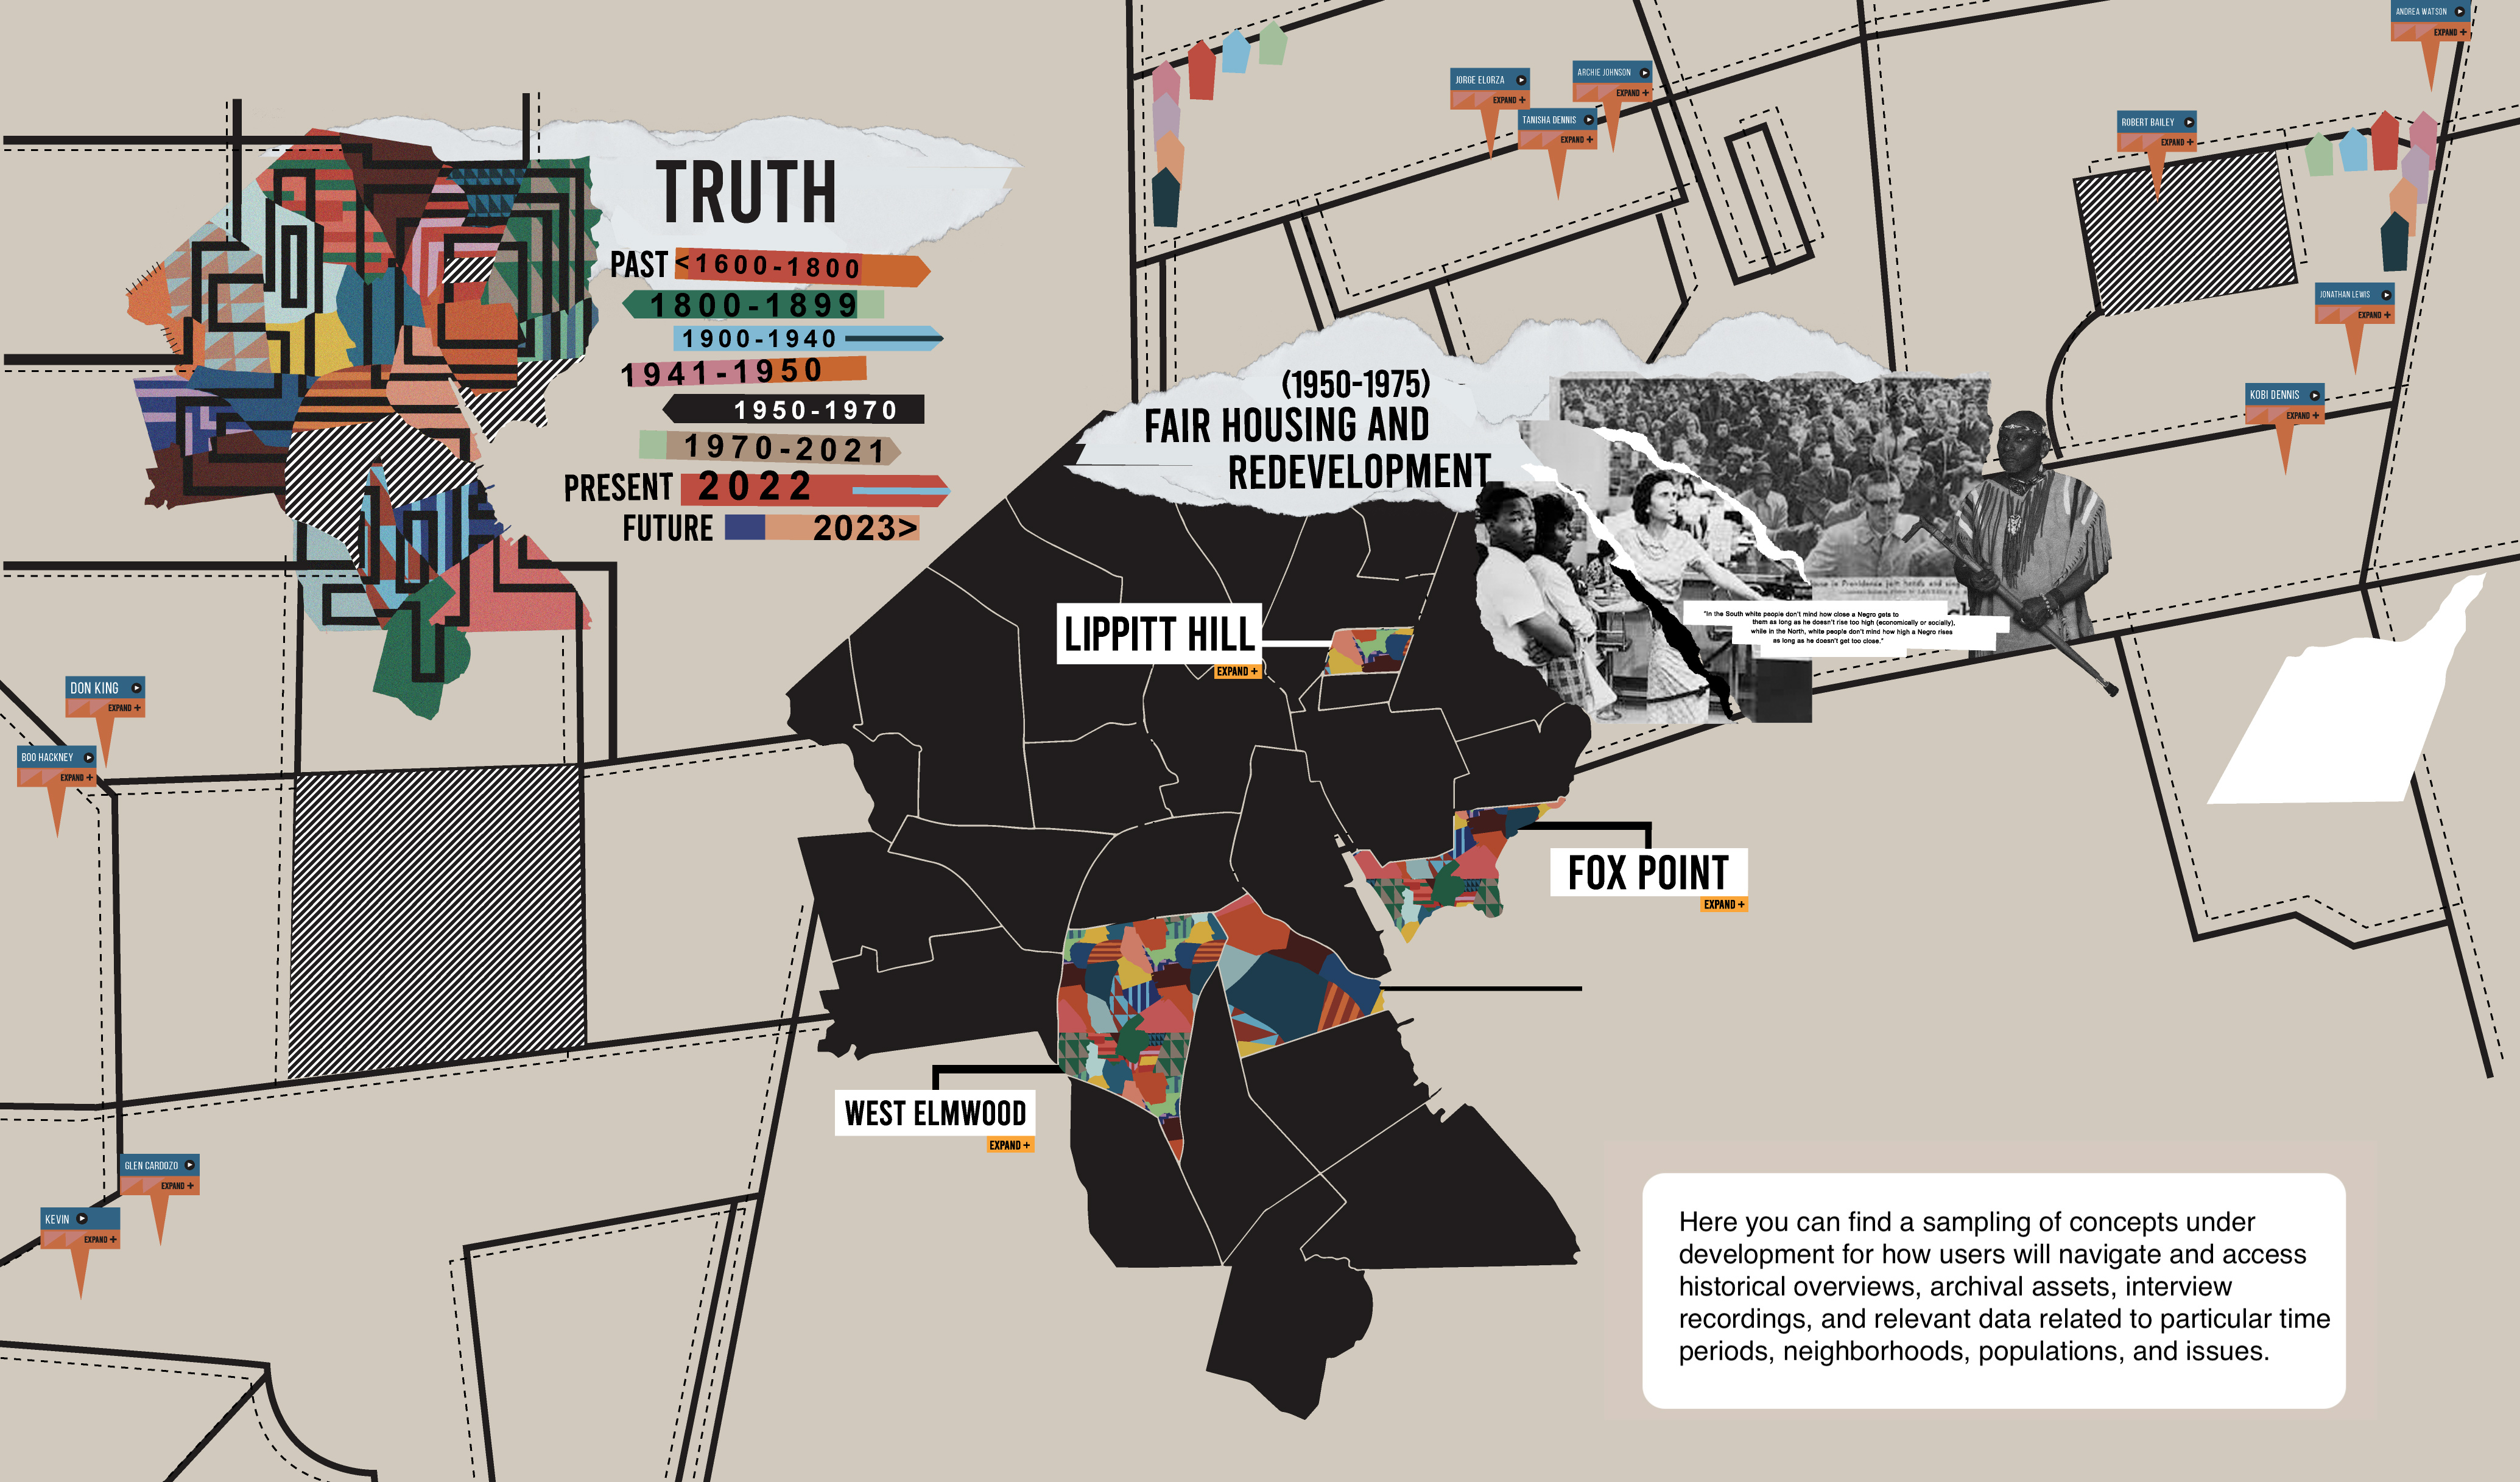 ANDREA WATSON
EXPAND +
JORGE ELORZA
EXPAND +
ARCHIE JOHNSON
EXPAND +
TANISHA DENNIS
EXPAND +
ROBERT BAILEY
EXPAND +
JONATHAN LEWIS
EXPAND +
KOBI DENNIS
EXPAND +
TRUTH
PAST <1600-1800
1800-1899
1900-1940
1941-1950
1950-1970
1970-2021
PRESENT 2022
FUTURE 2023>
(1950-1975)
FAIR HOUSING AND
REDEVELOPMENT
"In the South white people don't mind how close a Negro gets to
them as long as he doesn't rise too high (economically or socially),
while in the North, white people don't mind how high a Negro rises
as long as he doesn't get too close."
LIPPITT HILL
EXPAND +
DON KING
EXPAND +
BOO HACKNEY
EXPAND +
FOX POINT
EXPAND +
WEST ELMWOOD
EXPAND +
GLEN CARDOZO
EXPAND +
KEVIN
EXPAND +
Here you can find a sampling of concepts under
development for how users will navigate and access
historical overviews, archival assets, interview
recordings, and relevant data related to particular time
periods, neighborhoods, populations, and issues.